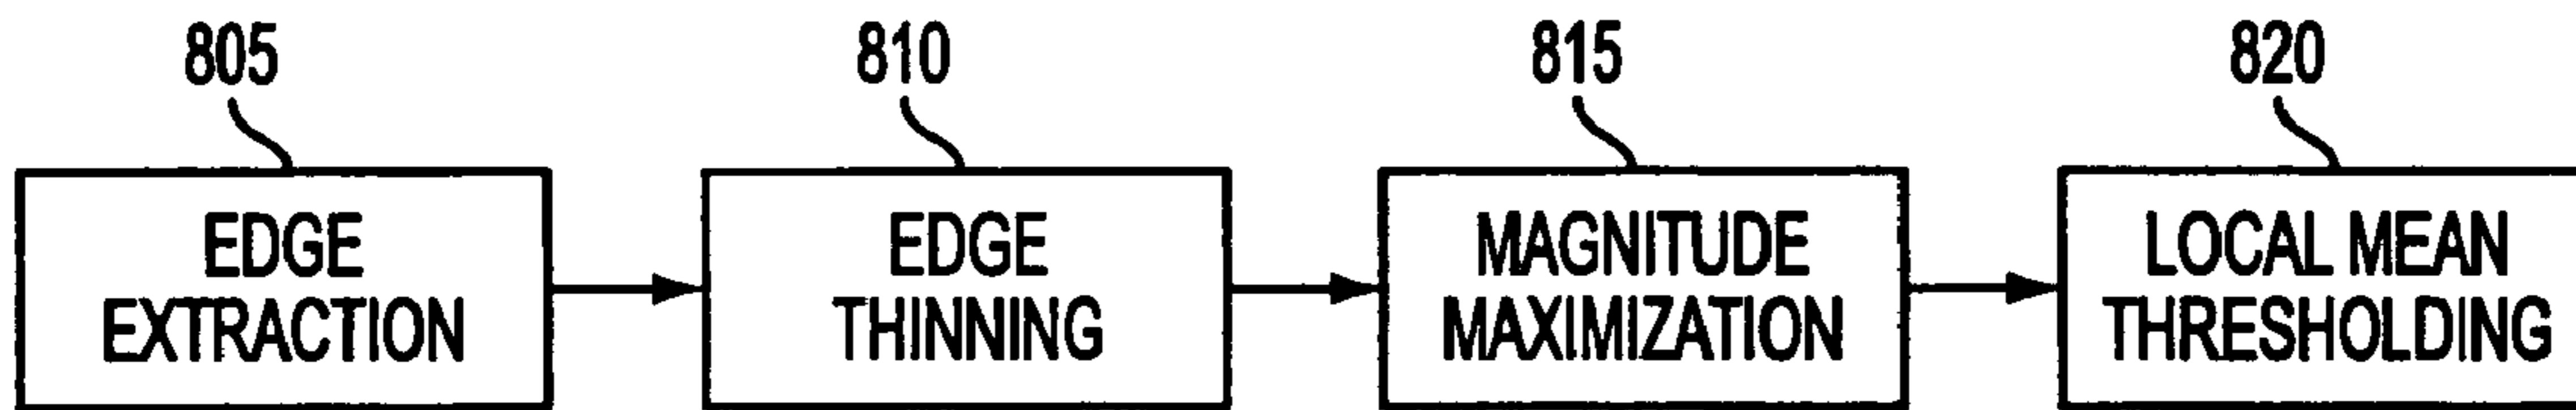 805
810
815
820
EDGE
EXTRACTION
EDGE
THINNING
MAGNITUDE
MAXIMIZATION
LOCAL MEAN
THRESHOLDING